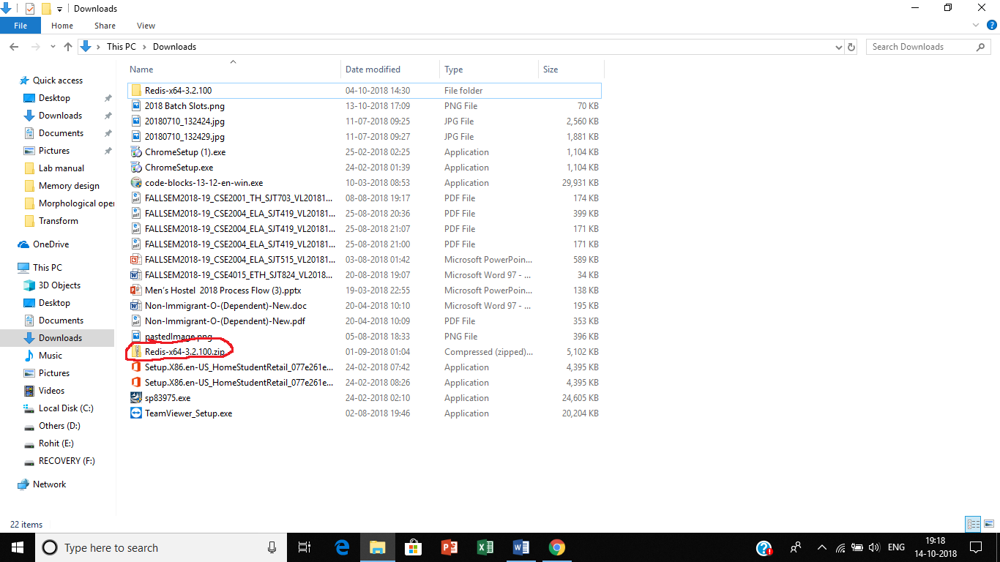 Downloads
File Home Share View
This PC Downloads
Search Downloads
Name Date modified Type Size
Quick access
Desktop
Downloads
Documents
Pictures
Lab manual
Memory design
Morphological oper
Transform
OneDrive
This PC
3D Objects
Desktop
Documents
Downloads
Music
Pictures
Videos
Local Disk (C:)
Others (D:)
Rohit (E:)
RECOVERY (F:)
Network
Redis-x64-3.2.100 04-10-2018 14:30 File folder
2018 Batch Slots.png 13-10-2018 17:09 PNG File 70 KB
20180710_132424.jpg 11-07-2018 09:25 JPG File 2,560 KB
20180710_132429.jpg 11-07-2018 09:27 JPG File 1,881 KB
ChromeSetup (1).exe 25-02-2018 02:25 Application 1,104 KB
ChromeSetup.exe 24-02-2018 01:39 Application 1,104 KB
code-blocks-13-12-en-win.exe 10-03-2018 08:53 Application 29,931 KB
FALLSEM2018-19_CSE2001_TH_SJT703_VL20181... 08-08-2018 19:17 PDF File 174 KB
FALLSEM2018-19_CSE2004_ELA_SJT419_VL20181... 25-08-2018 20:36 PDF File 399 KB
FALLSEM2018-19_CSE2004_ELA_SJT419_VL20181... 25-08-2018 21:07 PDF File 171 KB
FALLSEM2018-19_CSE2004_ELA_SJT419_VL20181... 25-08-2018 21:00 PDF File 171 KB
FALLSEM2018-19_CSE2004_ELA_SJT515_VL20181... 03-08-2018 01:42 Microsoft PowerPoin... 589 KB
FALLSEM2018-19_CSE4015_ETH_SJT824_VL2018... 20-08-2018 19:07 Microsoft Word 97 - ... 34 KB
Men's Hostel 2018 Process Flow (3).pptx 19-03-2018 22:55 Microsoft PowerPoin... 138 KB
Non-Immigrant-O-(Dependent)-New.doc 20-04-2018 10:10 Microsoft Word 97 - ... 195 KB
Non-Immigrant-O-(Dependent)-New.pdf 20-04-2018 10:09 PDF File 353 KB
pastedImage.png 05-08-2018 18:33 PNG File 396 KB
Redis-x64-3.2.100.zip 01-09-2018 01:04 Compressed (zipped)... 5,102 KB
Setup.X86.en-US_HomeStudentRetail_077e261e... 24-02-2018 07:42 Application 4,395 KB
Setup.X86.en-US_HomeStudentRetail_077e261e... 24-02-2018 08:26 Application 4,395 KB
sp83975.exe 24-02-2018 02:10 Application 24,605 KB
TeamViewer_Setup.exe 02-08-2018 19:46 Application 20,204 KB
22 items
Type here to search
ENG
19:18
14-10-2018